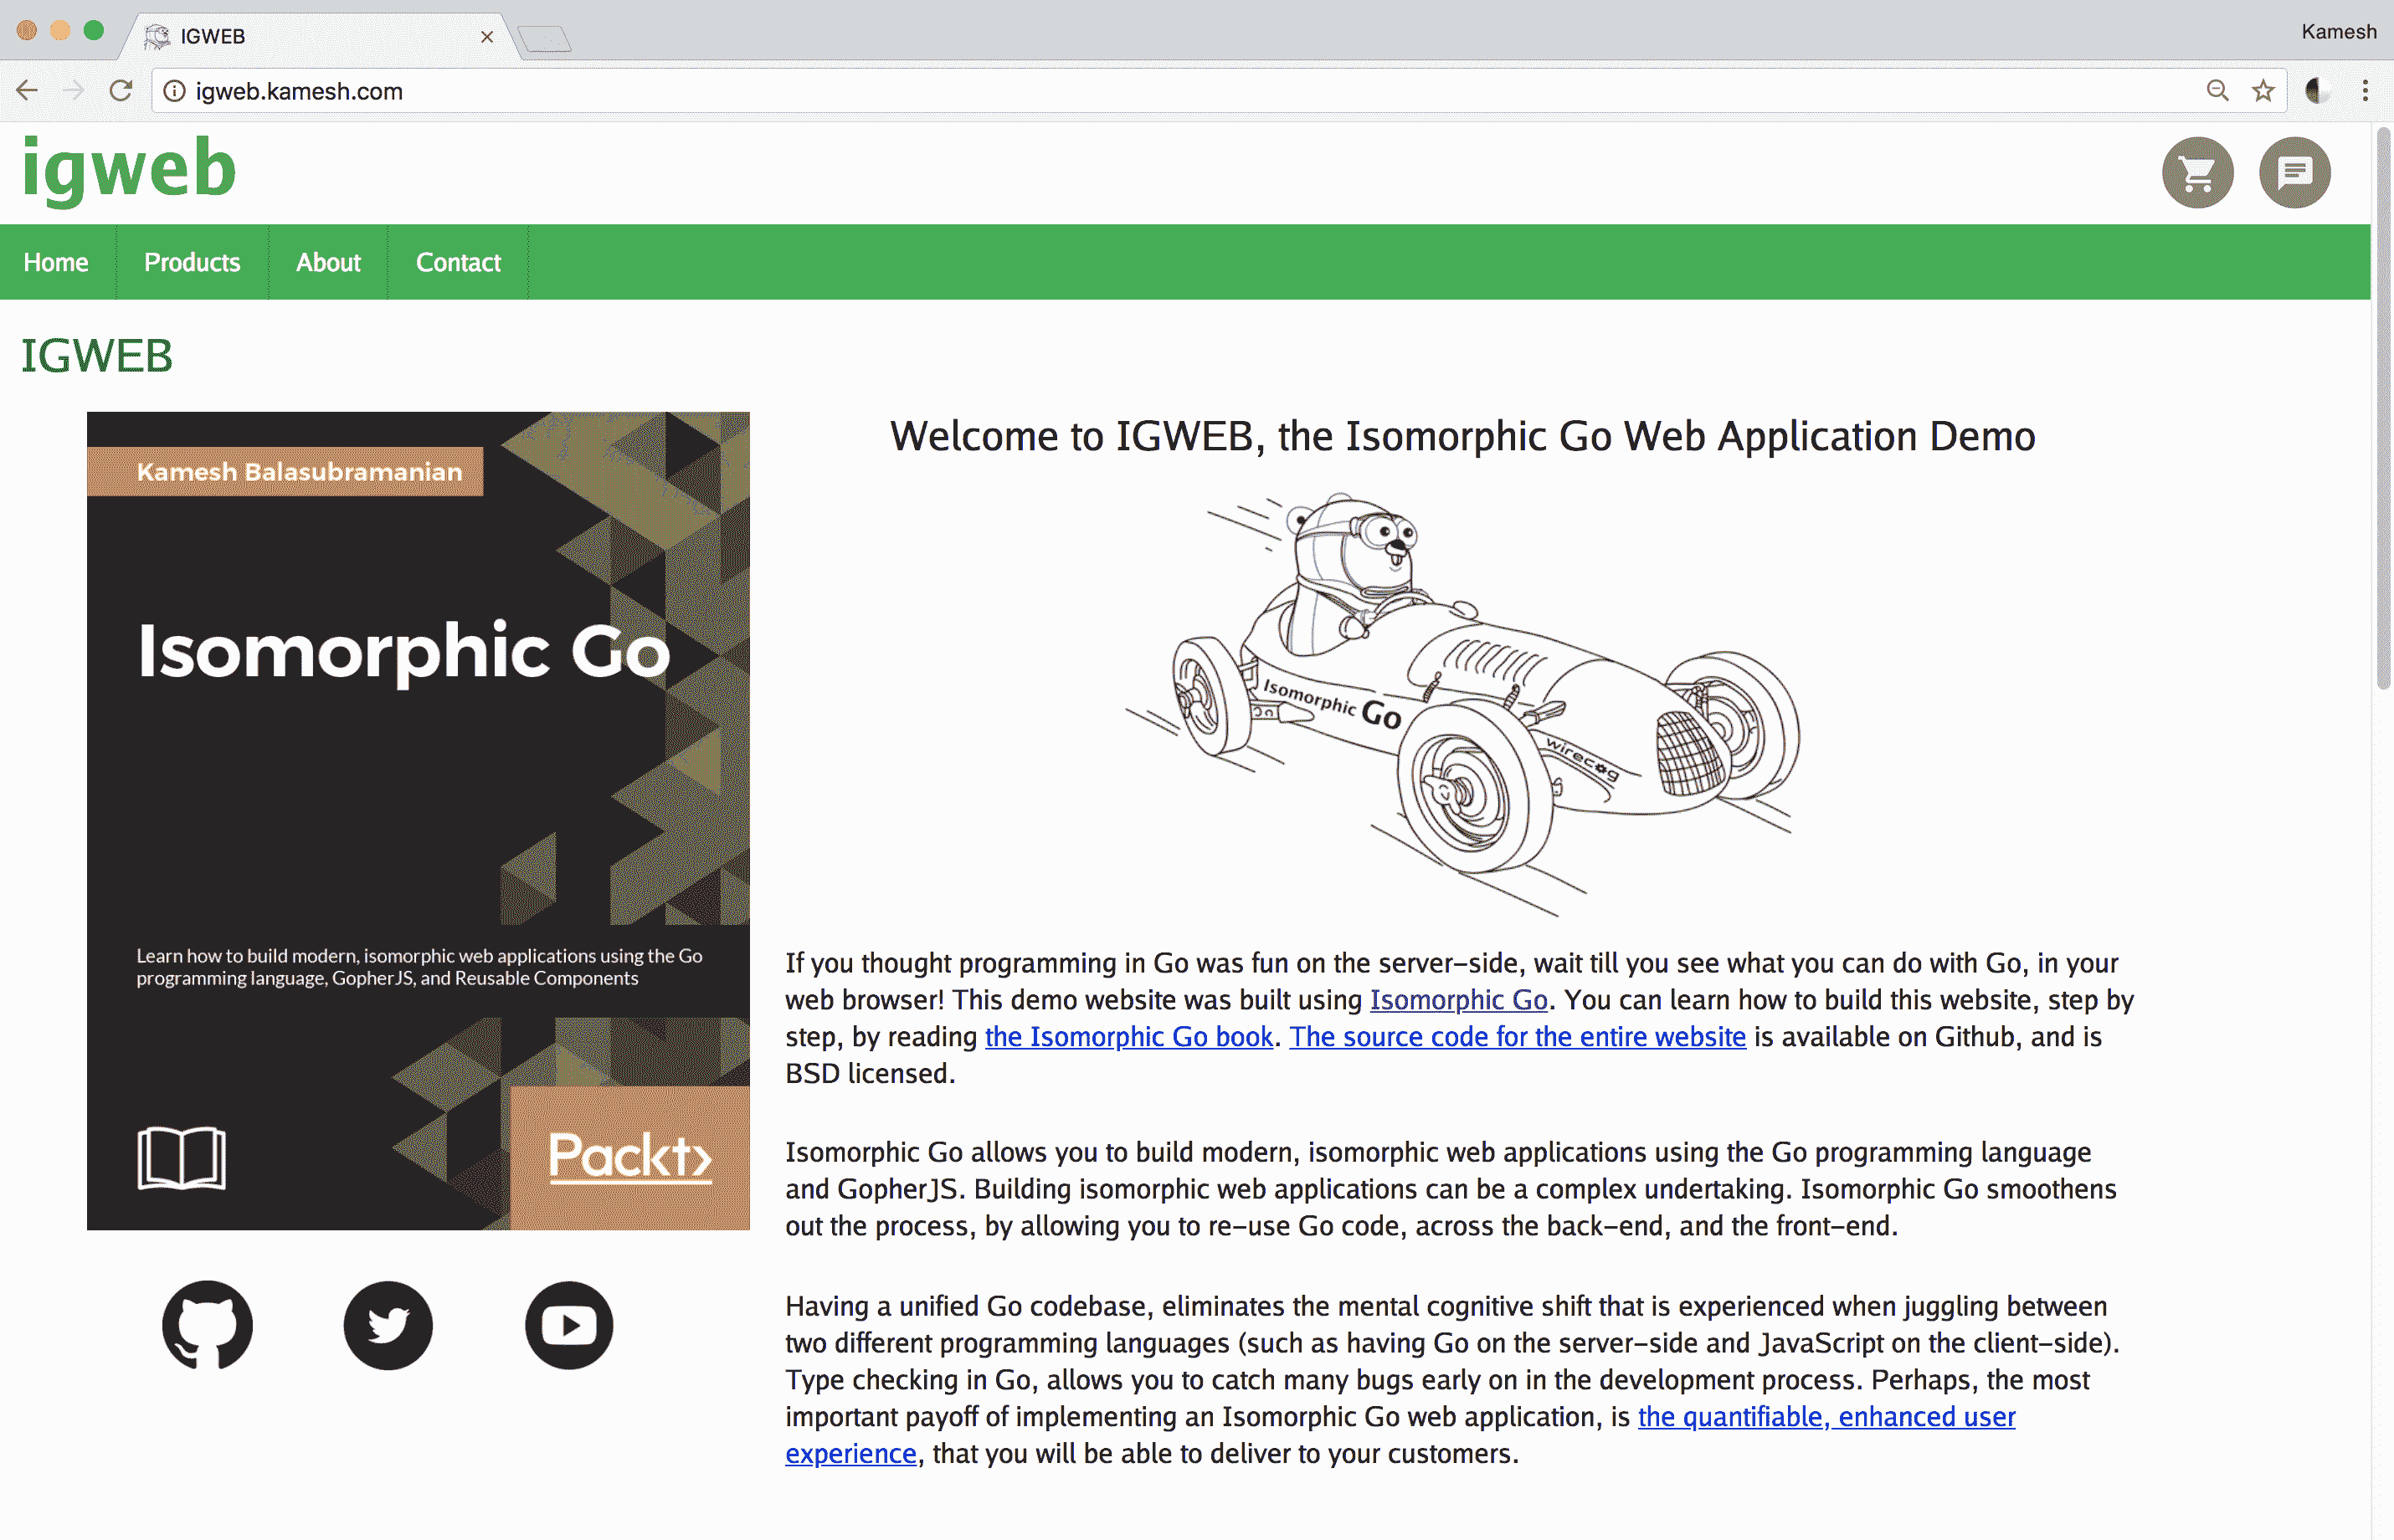 IGWEB
Kamesh
igweb.kamesh.com
igweb
Home Products About Contact
IGWEB
Kamesh Balasubramanian
Isomorphic Go
Learn how to build modern, isomorphic web applications using the Go
programming language, GopherJS, and Reusable Components
Packt>
Welcome to IGWEB, the Isomorphic Go Web Application Demo
Isomorphic Go
wirecog
If you thought programming in Go was fun on the server-side, wait till you see what you can do with Go, in your
web browser! This demo website was built using Isomorphic Go. You can learn how to build this website, step by
step, by reading the Isomorphic Go book. The source code for the entire website is available on Github, and is
BSD licensed.
Isomorphic Go allows you to build modern, isomorphic web applications using the Go programming language
and GopherJS. Building isomorphic web applications can be a complex undertaking. Isomorphic Go smoothens
out the process, by allowing you to re-use Go code, across the back-end, and the front-end.
Having a unified Go codebase, eliminates the mental cognitive shift that is experienced when juggling between
two different programming languages (such as having Go on the server-side and JavaScript on the client-side).
Type checking in Go, allows you to catch many bugs early on in the development process. Perhaps, the most
important payoff of implementing an Isomorphic Go web application, is the quantifiable, enhanced user
experience, that you will be able to deliver to your customers.